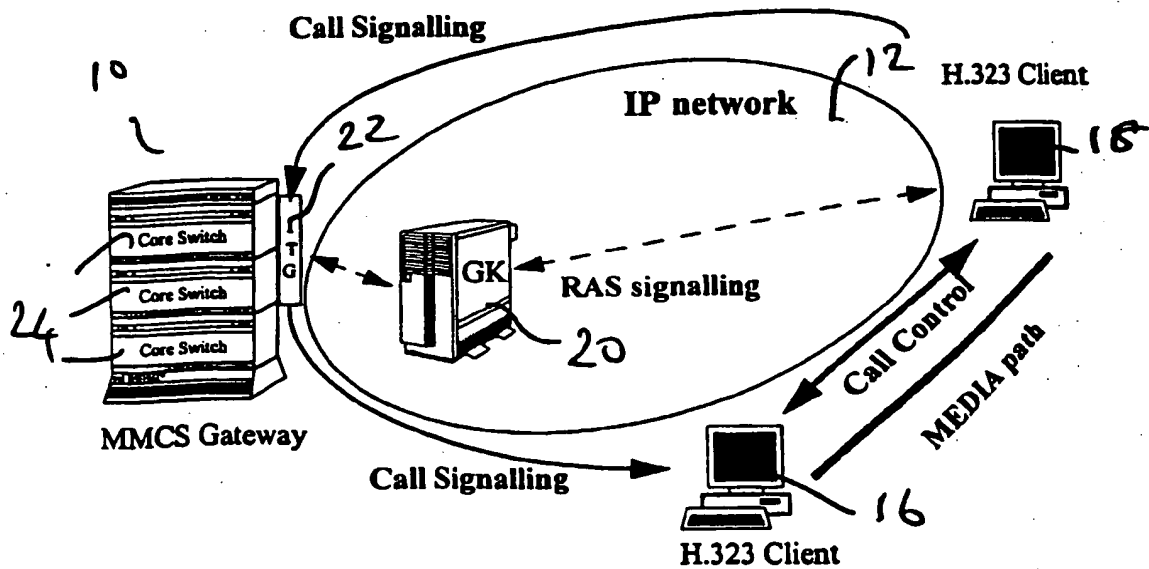 Call Signalling
10
12
H.323 Client
IP network
22
18
ITG
Core Switch
GK
RAS signalling
Core Switch
24
20
Core Switch
Call Control
MEDIA path
MMCS Gateway
Call Signalling
16
H.323 Client